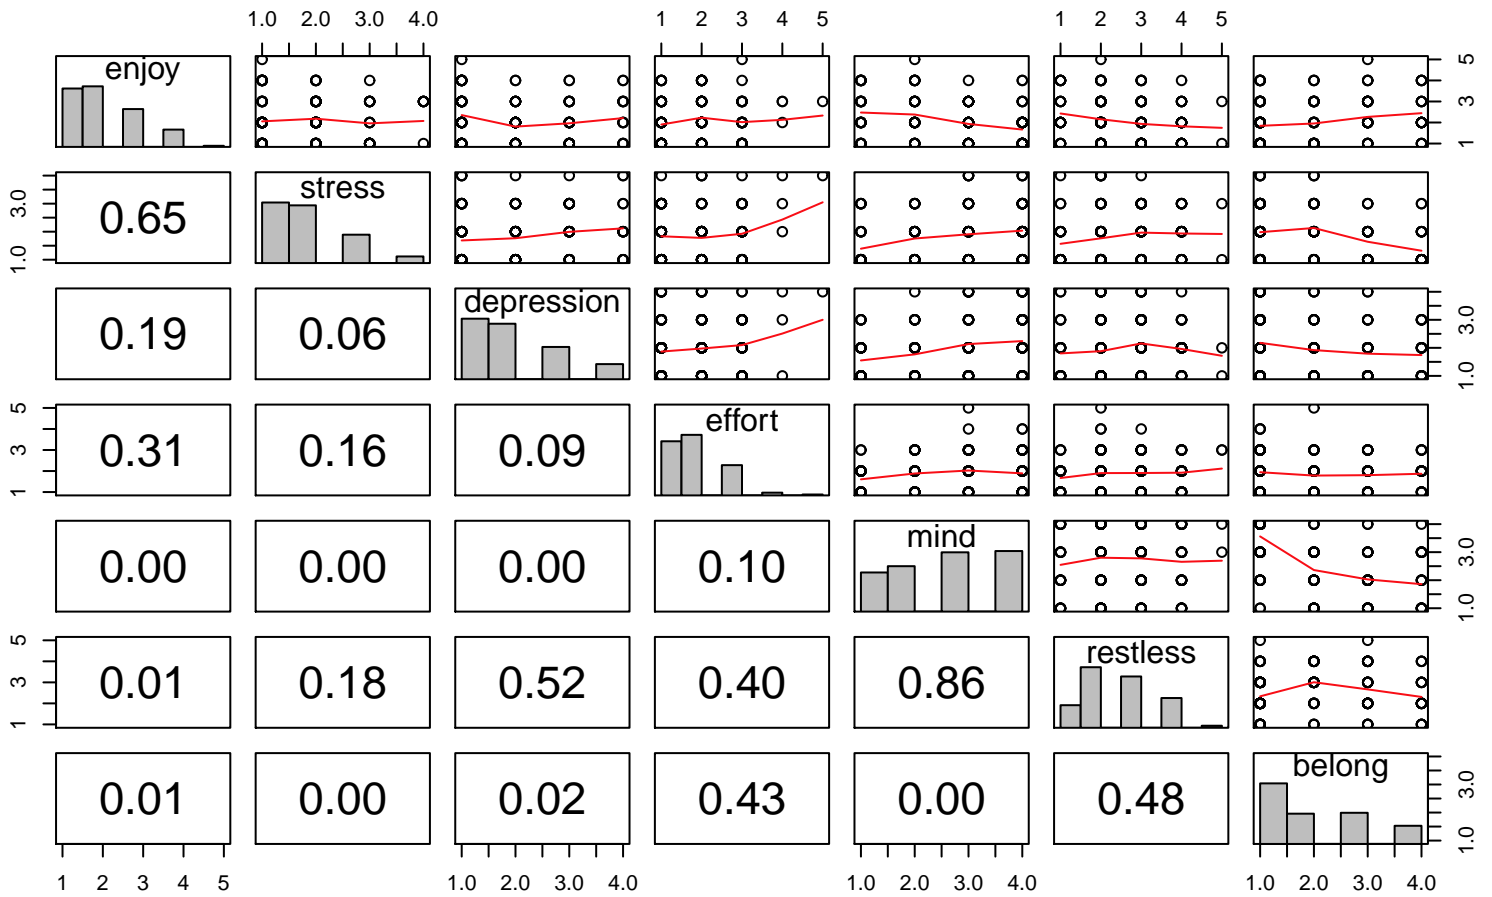 1.0 2.0 3.0 4.0 1 2 3 4 5 1 2 3 4 5
enjoy 1 3 5
1.0 3.0 0.65 stress
0.19 0.06 depression 1.0 3.0
1 3 5 0.31 0.16 0.09 effort
0.00 0.00 0.00 0.10 mind 1.0 3.0
1 3 5 0.01 0.18 0.52 0.40 0.86 restless
0.01 0.00 0.02 0.43 0.00 0.48 belong 1.0 3.0
1 2 3 4 5 1.0 2.0 3.0 4.0 1.0 2.0 3.0 4.0 1.0 2.0 3.0 4.0